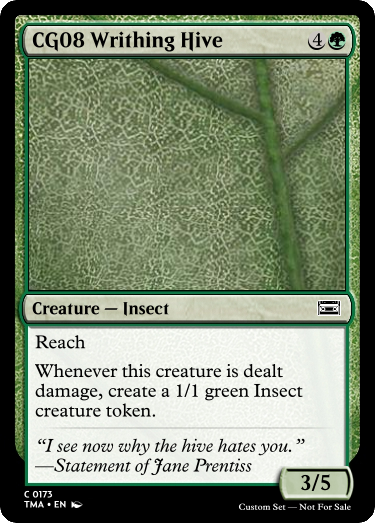 CG08 Writhing Hive 4
Creature — Insect
Reach
Whenever this creature is dealt
damage, create a 1/1 green Insect
creature token.
“I see now why the hive hates you.”
—Statement of Jane Prentiss
3/5
C 0173
TMA • EN
Custom Set — Not For Sale